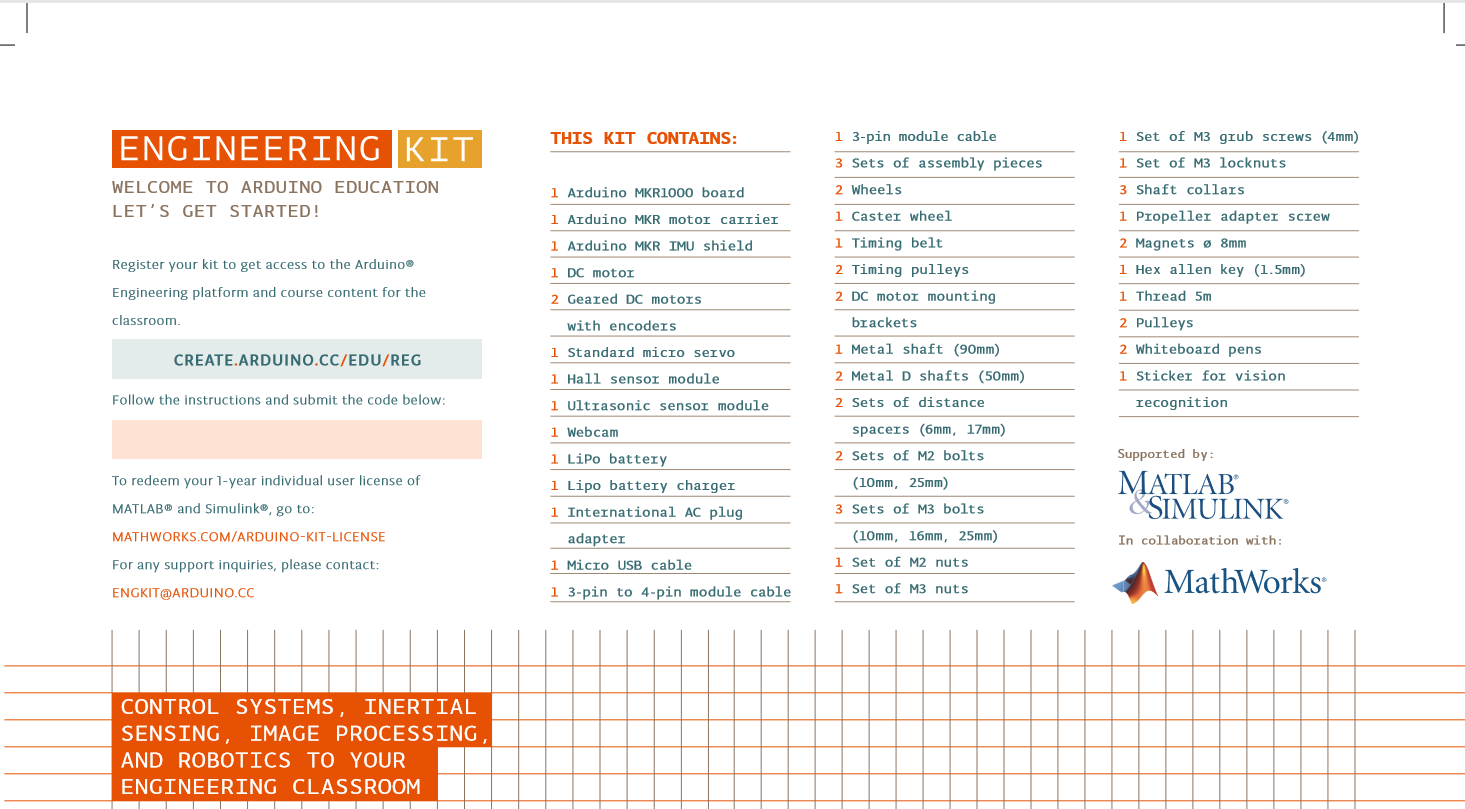 ENGINEERING KIT
WELCOME TO ARDUINO EDUCATION
LET'S GET STARTED!
Register your kit to get access to the Arduino®
Engineering platform and course content for the
classroom.
CREATE.ARDUINO.CC/EDU/REG
Follow the instructions and submit the code below:
To redeem your 1-year individual user license of
MATLAB® and Simulink®, go to:
MATHWORKS.COM/ARDUINO-KIT-LICENSE
For any support inquiries, please contact:
ENGKIT@ARDUINO.CC
THIS KIT CONTAINS:
1 Arduino MKR1000 board
1 Arduino MKR motor carrier
1 Arduino MKR IMU shield
1 DC motor
2 Geared DC motors
with encoders
1 Standard micro servo
1 Hall sensor module
1 Ultrasonic sensor module
1 Webcam
1 LiPo battery
1 Lipo battery charger
1 International AC plug
adapter
1 Micro USB cable
1 3-pin to 4-pin module cable
1 3-pin module cable
3 Sets of assembly pieces
2 Wheels
1 Caster wheel
1 Timing belt
2 Timing pulleys
2 DC motor mounting
brackets
1 Metal shaft (90mm)
2 Metal D shafts (50mm)
2 Sets of distance
spacers (6mm, 17mm)
2 Sets of M2 bolts
(10mm, 25mm)
3 Sets of M3 bolts
(10mm, 16mm, 25mm)
1 Set of M2 nuts
1 Set of M3 nuts
1 Set of M3 grub screws (4mm)
1 Set of M3 locknuts
3 Shaft collars
1 Propeller adapter screw
2 Magnets ø 8mm
1 Hex allen key (1.5mm)
1 Thread 5m
2 Pulleys
2 Whiteboard pens
1 Sticker for vision
recognition
Supported by:
MATLAB®
&SIMULINK®
In collaboration with:
MathWorks®
CONTROL SYSTEMS, INERTIAL
SENSING, IMAGE PROCESSING,
AND ROBOTICS TO YOUR
ENGINEERING CLASSROOM